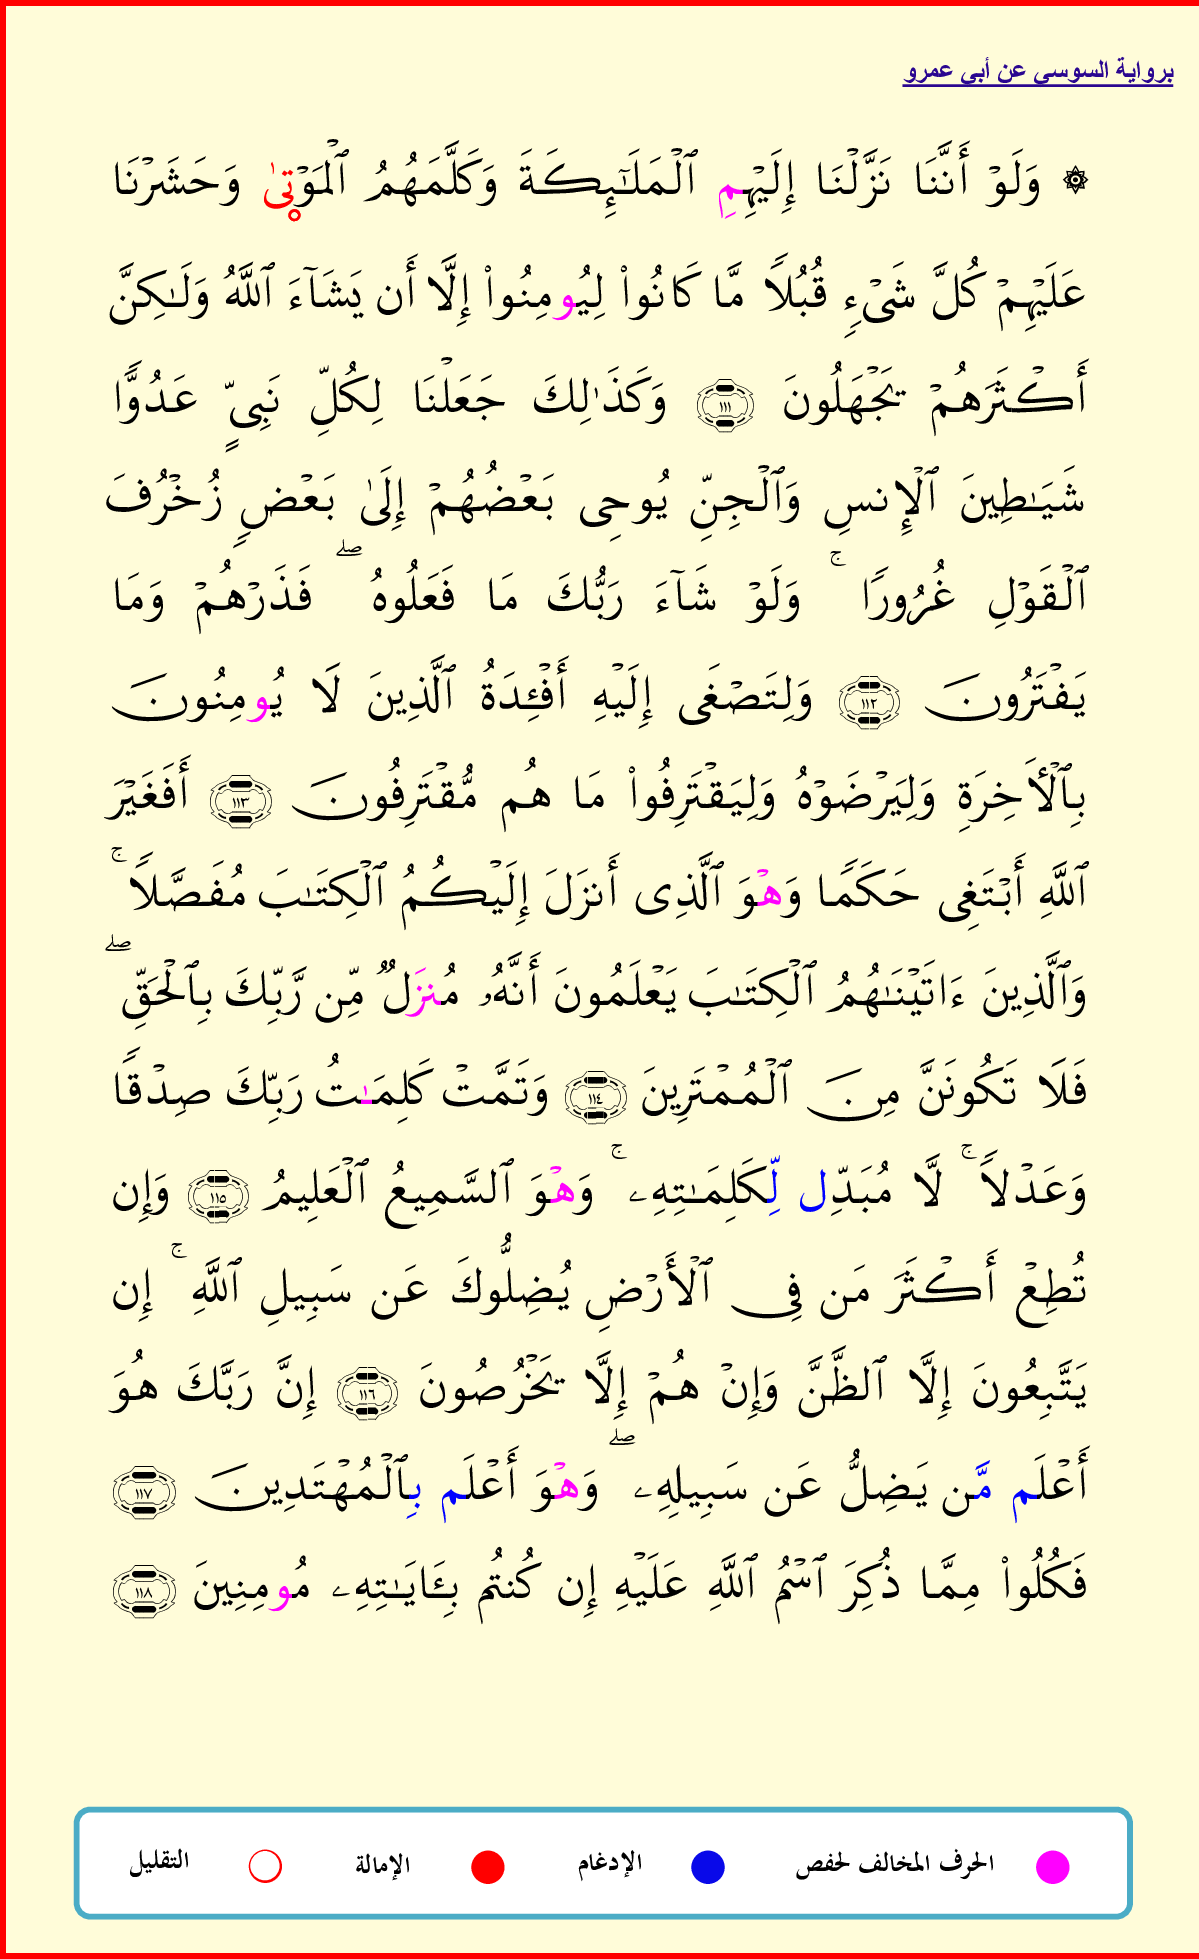 برواية السوسي عن أبي عمرو
۞ وَلَوۡ أَنَّنَا نَزَّلۡنَا إِلَيۡهِمِ ٱلۡمَلَـٰٓئِكَةَ وَكَلَّمَهُمُ ٱلۡمَوۡتٜىٰ وَحَشَرۡنَا
عَلَيۡهِمۡ كُلَّ شَىۡءٖ قُبُلٗا مَّا كَانُوا۟ لِيُومِنُوا۟ إِلَّا أَن يَشَآءَ ٱللَّهُ وَلَـٰكِنَّ
أَكۡثَرَهُمۡ يَجۡهَلُونَ ١١١ وَكَذَٰلِكَ جَعَلۡنَا لِكُلِّ نَبِىٍّ عَدُوّٗا
شَيَـٰطِينَ ٱلۡإِنسِ وَٱلۡجِنِّ يُوحِى بَعۡضُهُمۡ إِلَىٰ بَعۡضٖ زُخۡرُفَ
ٱلۡقَوۡلِ غُرُورٗا ۚ وَلَوۡ شَآءَ رَبُّكَ مَا فَعَلُوهُ ۖ فَذَرۡهُمۡ وَمَا
يَفۡتَرُونَ ١١٢ وَلِتَصۡغَى إِلَيۡهِ أَفۡـِٔدَةُ ٱلَّذِينَ لَا يُومِنُونَ
بِٱلۡأَخِرَةِ وَلِيَرۡضَوۡهُ وَلِيَقۡتَرِفُوا۟ مَا هُم مُّقۡتَرِفُونَ ١١٣ أَفَغَيۡرَ
ٱللَّهِ أَبۡتَغِى حَكَمٗا وَهۡوَ ٱلَّذِى أَنزَلَ إِلَيۡكُمُ ٱلۡكِتَـٰبَ مُفَصَّلٗا ۚ
وَٱلَّذِينَ ءَاتَيۡنَـٰهُمُ ٱلۡكِتَـٰبَ يَعۡلَمُونَ أَنَّهُۥ مُنزَلٞ مِّن رَّبِّكَ بِٱلۡحَقِّ ۖ
فَلَا تَكُونَنَّ مِنَ ٱلۡمُمۡتَرِينَ ١١٤ وَتَمَّتۡ كَلِمَـٰتُ رَبِّكَ صِدۡقٗا
وَعَدۡلٗا ۚ لَّا مُبَدِّل لِّكَلِمَـٰتِهِۦ ۚ وَهۡوَ ٱلسَّمِيعُ ٱلۡعَلِيمُ ١١٥ وَإِن
تُطِعۡ أَكۡثَرَ مَن فِى ٱلۡأَرۡضِ يُضِلُّوكَ عَن سَبِيلِ ٱللَّهِ ۚ إِن
يَتَّبِعُونَ إِلَّا ٱلظَّنَّ وَإِنۡ هُمۡ إِلَّا يَخۡرُصُونَ ١١٦ إِنَّ رَبَّكَ هُوَ
أَعۡلَم مَّن يَضِلُّ عَن سَبِيلِهِۦ ۖ وَهۡوَ أَعۡلَم بِٱلۡمُهۡتَدِينَ ١١٧
فَكُلُوا۟ مِمَّا ذُكِرَ ٱسۡمُ ٱللَّهِ عَلَيۡهِ إِن كُنتُم بِـَٔايَـٰتِهِۦ مُومِنِينَ ١١٨
الحرف المخالف لحفص الإدغام الإمالة التقليل